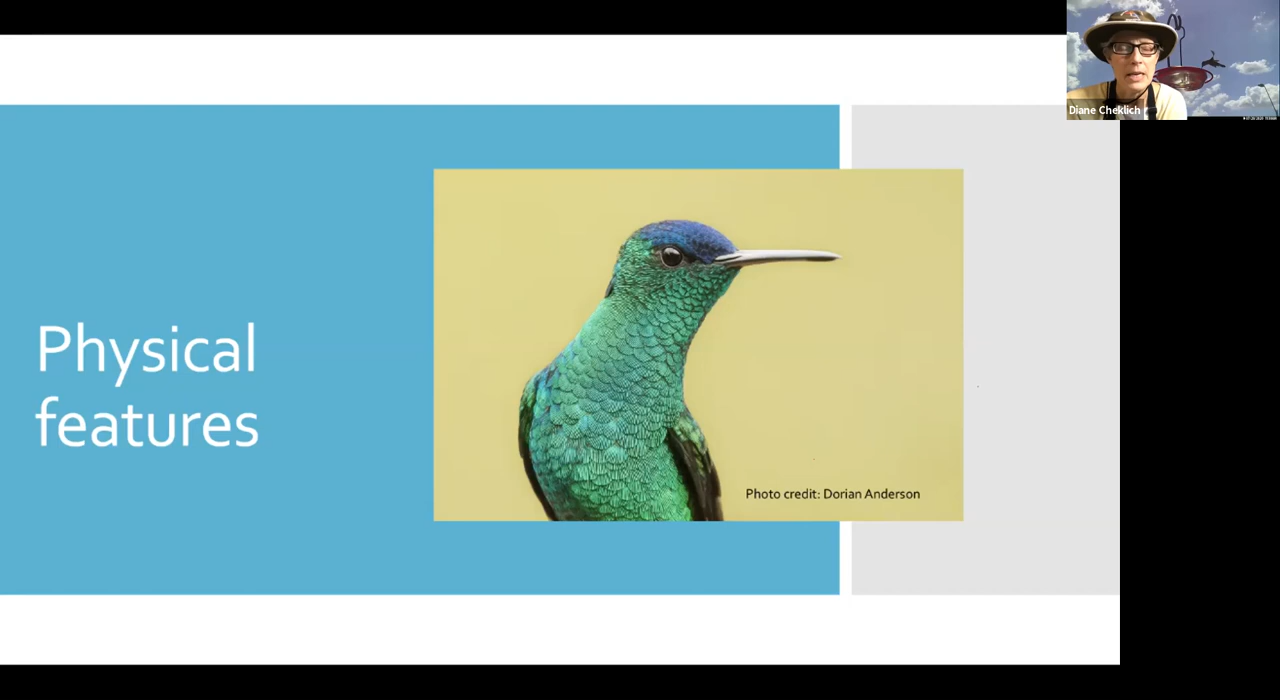 Diane Cheklich
Physical
features
Photo credit: Dorian Anderson